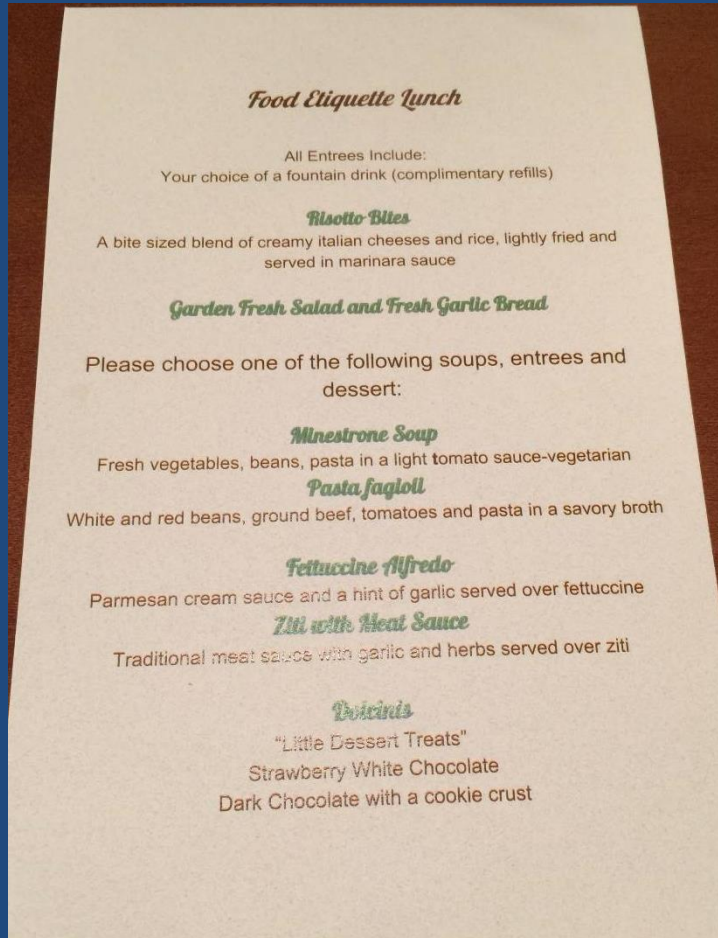 Food Etiquette Lunch
All Entrees Include:
Your choice of a fountain drink (complimentary refills)
Risotto Bites
A bite sized blend of creamy italian cheeses and rice, lightly fried and
served in marinara sauce
Garden Fresh Salad and Fresh Garlic Bread
Please choose one of the following soups, entrees and
dessert:
Minestrone Soup
Fresh vegetables, beans, pasta in a light tomato sauce-vegetarian
Pasta fagioli
White and red beans, ground beef, tomatoes and pasta in a savory broth
Fettuccine Alfredo
Parmesan cream sauce and a hint of garlic served over fettuccine
Ziti with Meat Sauce
Traditional meat sauce with garlic and herbs served over ziti
Dolcinis
"Little Dessert Treats"
Strawberry White Chocolate
Dark Chocolate with a cookie crust